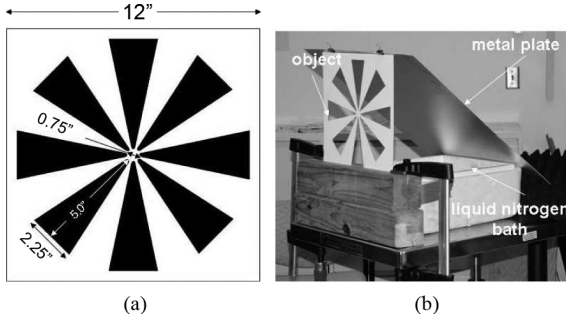 12”
0.75”
5.0”
2.25”
(a)
object
metal plate
liquid nitrogen
bath
(b)